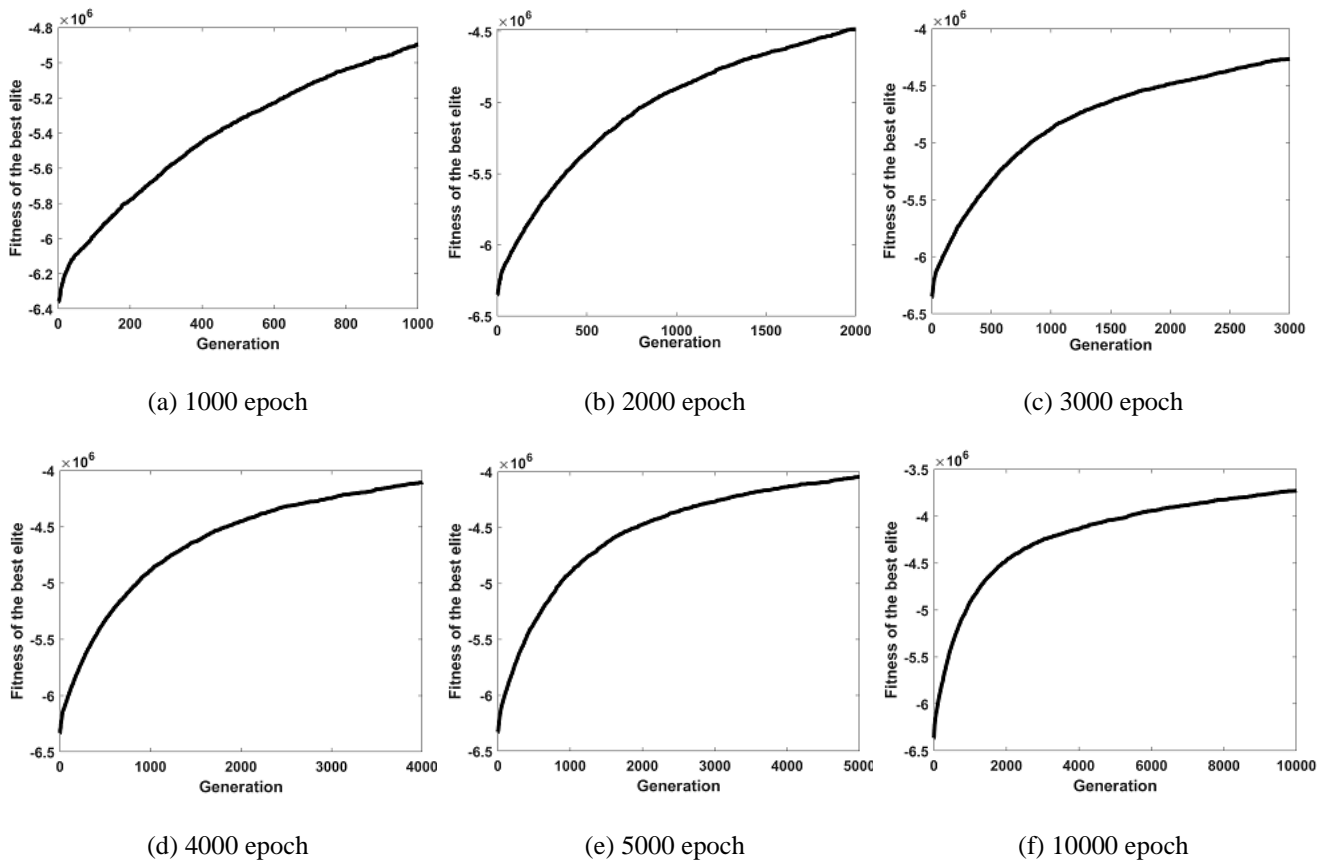 ×10^6
-4.8
-5
-5.2
-5.4
-5.6
-5.8
-6
-6.2
-6.4
Fitness of the best elite
0 200 400 600 800 1000
Generation
(a) 1000 epoch
×10^6
-4.5
-5
-5.5
-6
-6.5
Fitness of the best elite
0 500 1000 1500 2000
Generation
(b) 2000 epoch
×10^6
-4
-4.5
-5
-5.5
-6
-6.5
Fitness of the best elite
0 500 1000 1500 2000 2500 3000
Generation
(c) 3000 epoch
×10^6
-4
-4.5
-5
-5.5
-6
-6.5
Fitness of the best elite
0 1000 2000 3000 4000
Generation
(d) 4000 epoch
×10^6
-4
-4.5
-5
-5.5
-6
-6.5
Fitness of the best elite
0 1000 2000 3000 4000 5000
Generation
(e) 5000 epoch
×10^6
-3.5
-4
-4.5
-5
-5.5
-6
-6.5
Fitness of the best elite
0 2000 4000 6000 8000 10000
Generation
(f) 10000 epoch